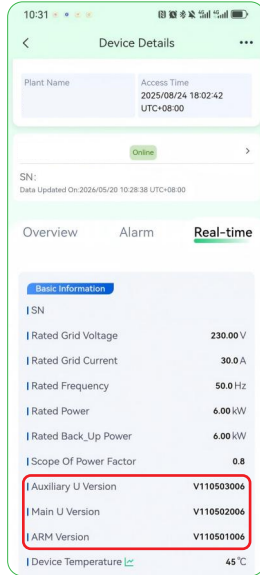 10:31
Device Details
Plant Name
Access Time
2025/08/24 18:02:42
UTC+08:00
Online
SN:
Data Updated On:2026/05/20 10:28:38 UTC+08:00
Overview Alarm Real-time
Basic Information
SN
Rated Grid Voltage 230.00 V
Rated Grid Current 30.0 A
Rated Frequency 50.0 Hz
Rated Power 6.00 kW
Rated Back_Up Power 6.00 kW
Scope Of Power Factor 0.8
Auxiliary U Version V110503006
Main U Version V110502006
ARM Version V110501006
Device Temperature 45 ℃